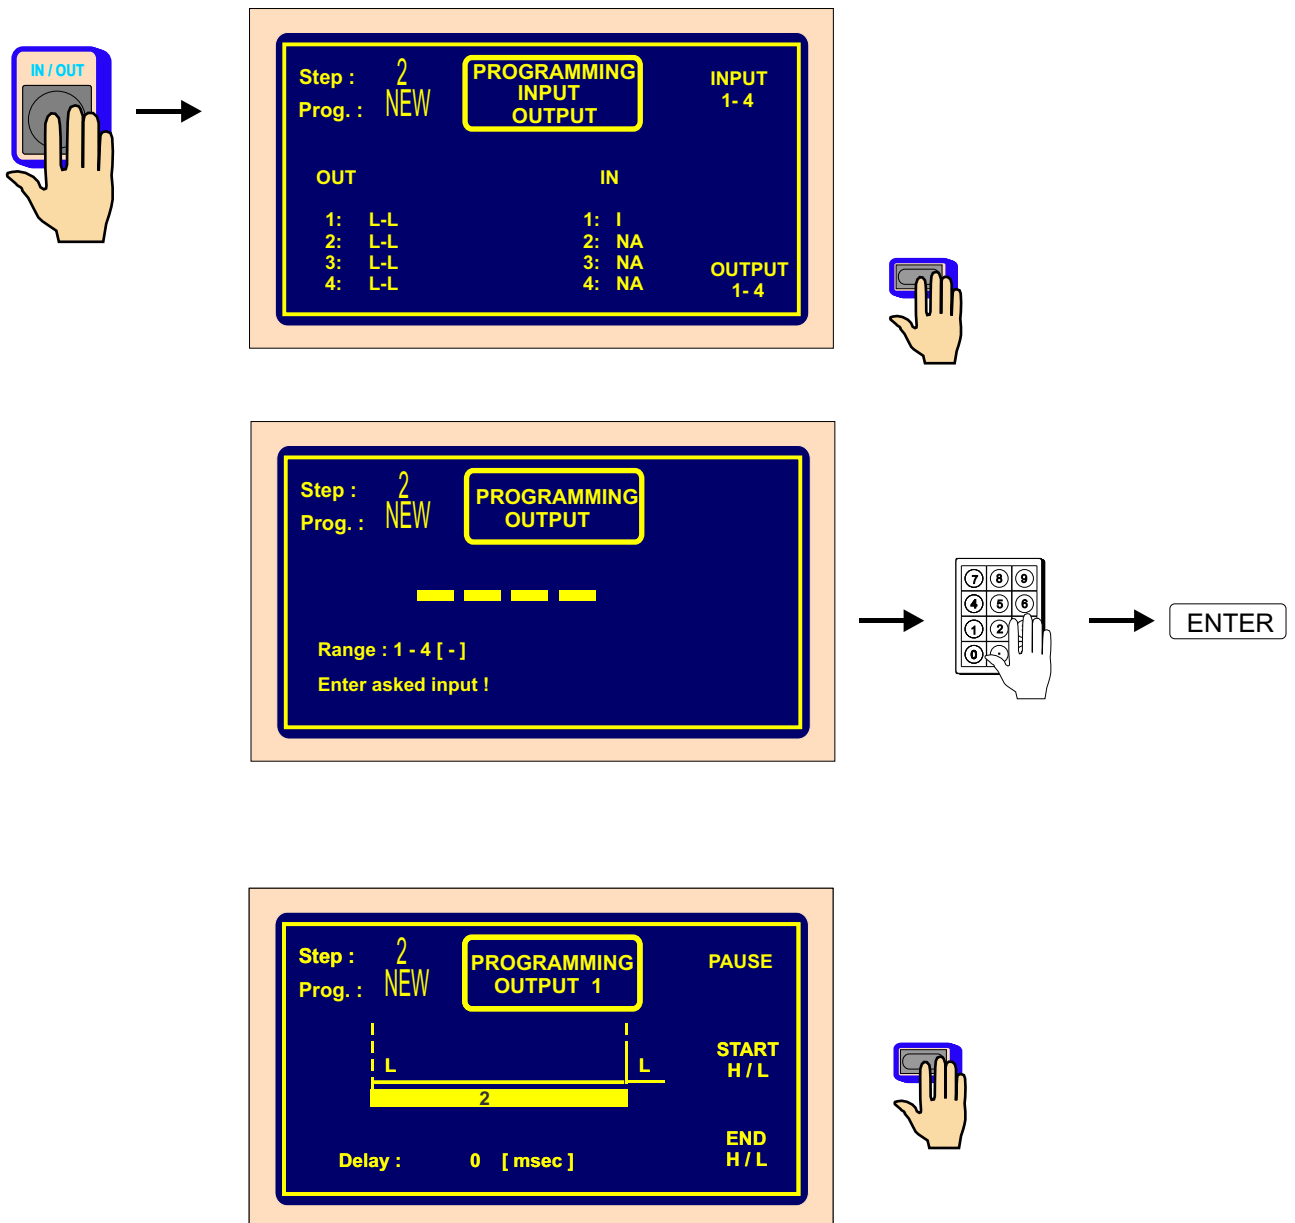 IN / OUT
Step : 2
Prog. : NEW
PROGRAMMING
INPUT
OUTPUT
INPUT
1- 4
OUT IN
1: L-L 1: I
2: L-L 2: NA
3: L-L 3: NA
4: L-L 4: NA
OUTPUT
1- 4
Step : 2
Prog. : NEW
PROGRAMMING
OUTPUT
Range : 1 - 4 [ - ]
Enter asked input !
7 8 9
4 5 6
1 2
0 .
ENTER
Step : 2
Prog. : NEW
PROGRAMMING
OUTPUT 1
PAUSE
START
H / L
L L
2
END
H / L
Delay : 0 [ msec ]